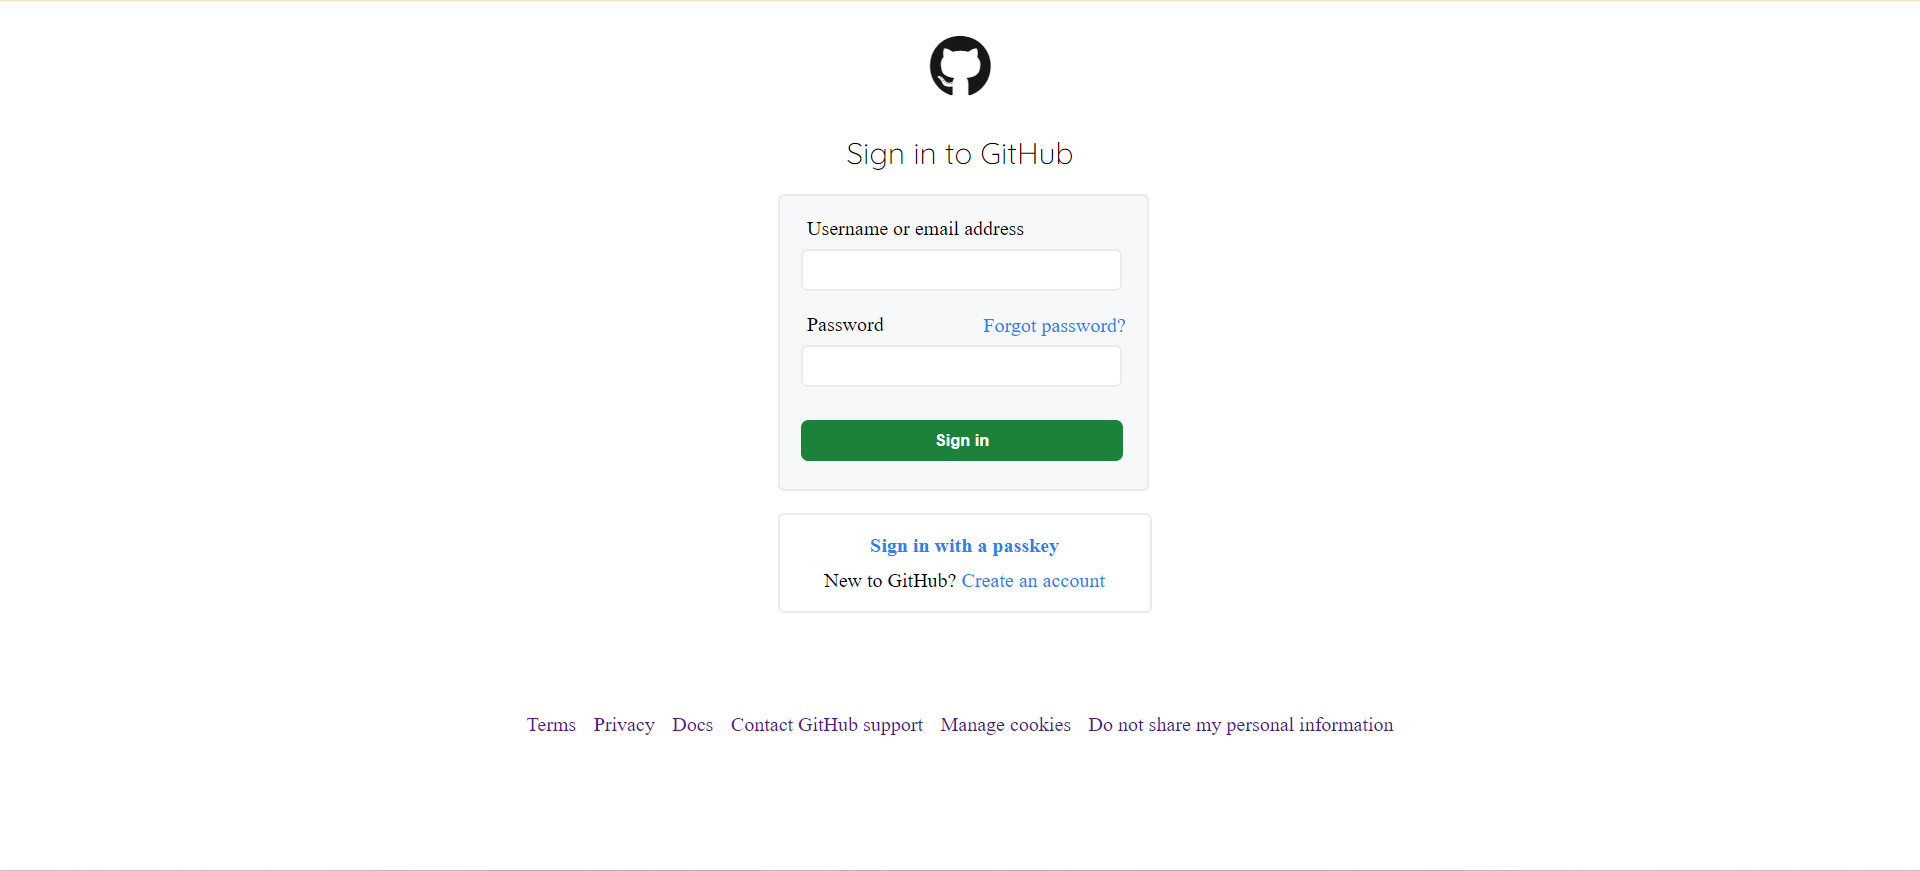 Sign in to GitHub
Username or email address
Password Forgot password?
Sign in
Sign in with a passkey
New to GitHub? Create an account
Terms Privacy Docs Contact GitHub support Manage cookies Do not share my personal information